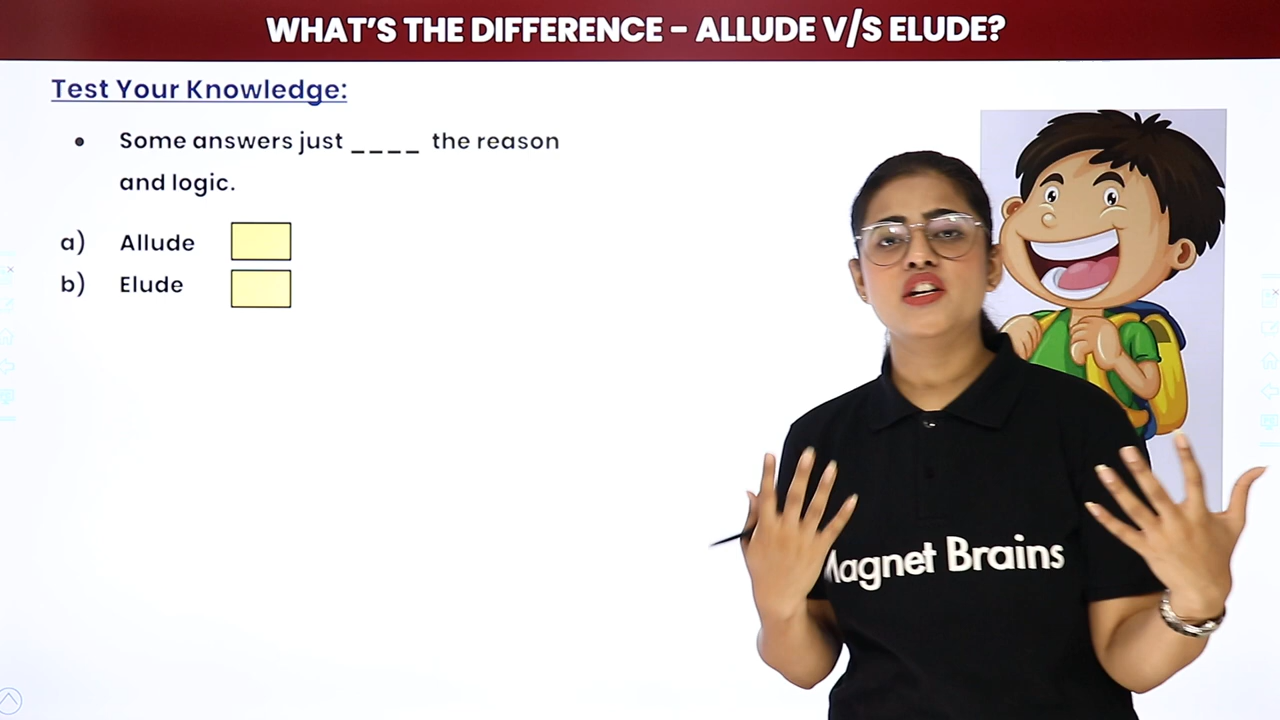 WHAT'S THE DIFFERENCE - ALLUDE V/S ELUDE?
Test Your Knowledge:
• Some answers just ____ the reason
and logic.
a) Allude
b) Elude
Magnet Brains